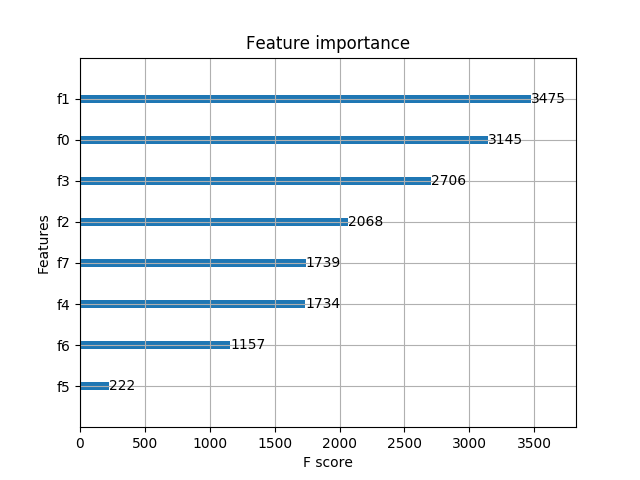 Feature importance
Features
f1 3475
f0 3145
f3 2706
f2 2068
f7 1739
f4 1734
f6 1157
f5 222
0 500 1000 1500 2000 2500 3000 3500
F score